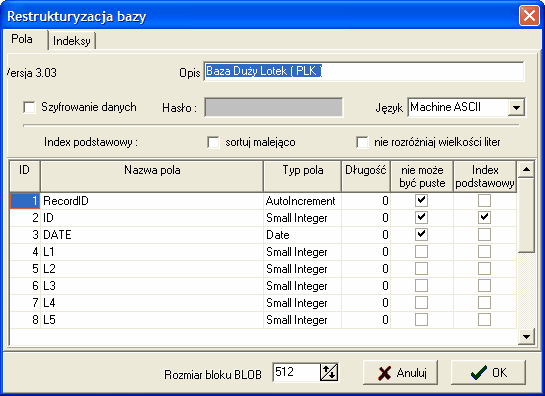 Restrukturyzacja bazy
Pola Indeksy
Wersja 3.03 Opis Baza Duży Lotek ( PLK )
Szyfrowanie danych Hasło : Język Machine ASCII
Index podstawowy : sortuj malejąco nie rozróżniaj wielkości liter
ID Nazwa pola Typ pola Długość nie może być puste Index podstawowy
1 RecordID AutoIncrement 0
2 ID Small Integer 0
3 DATE Date 0
4 L1 Small Integer 0
5 L2 Small Integer 0
6 L3 Small Integer 0
7 L4 Small Integer 0
8 L5 Small Integer 0
Rozmiar bloku BLOB 512 Anuluj OK